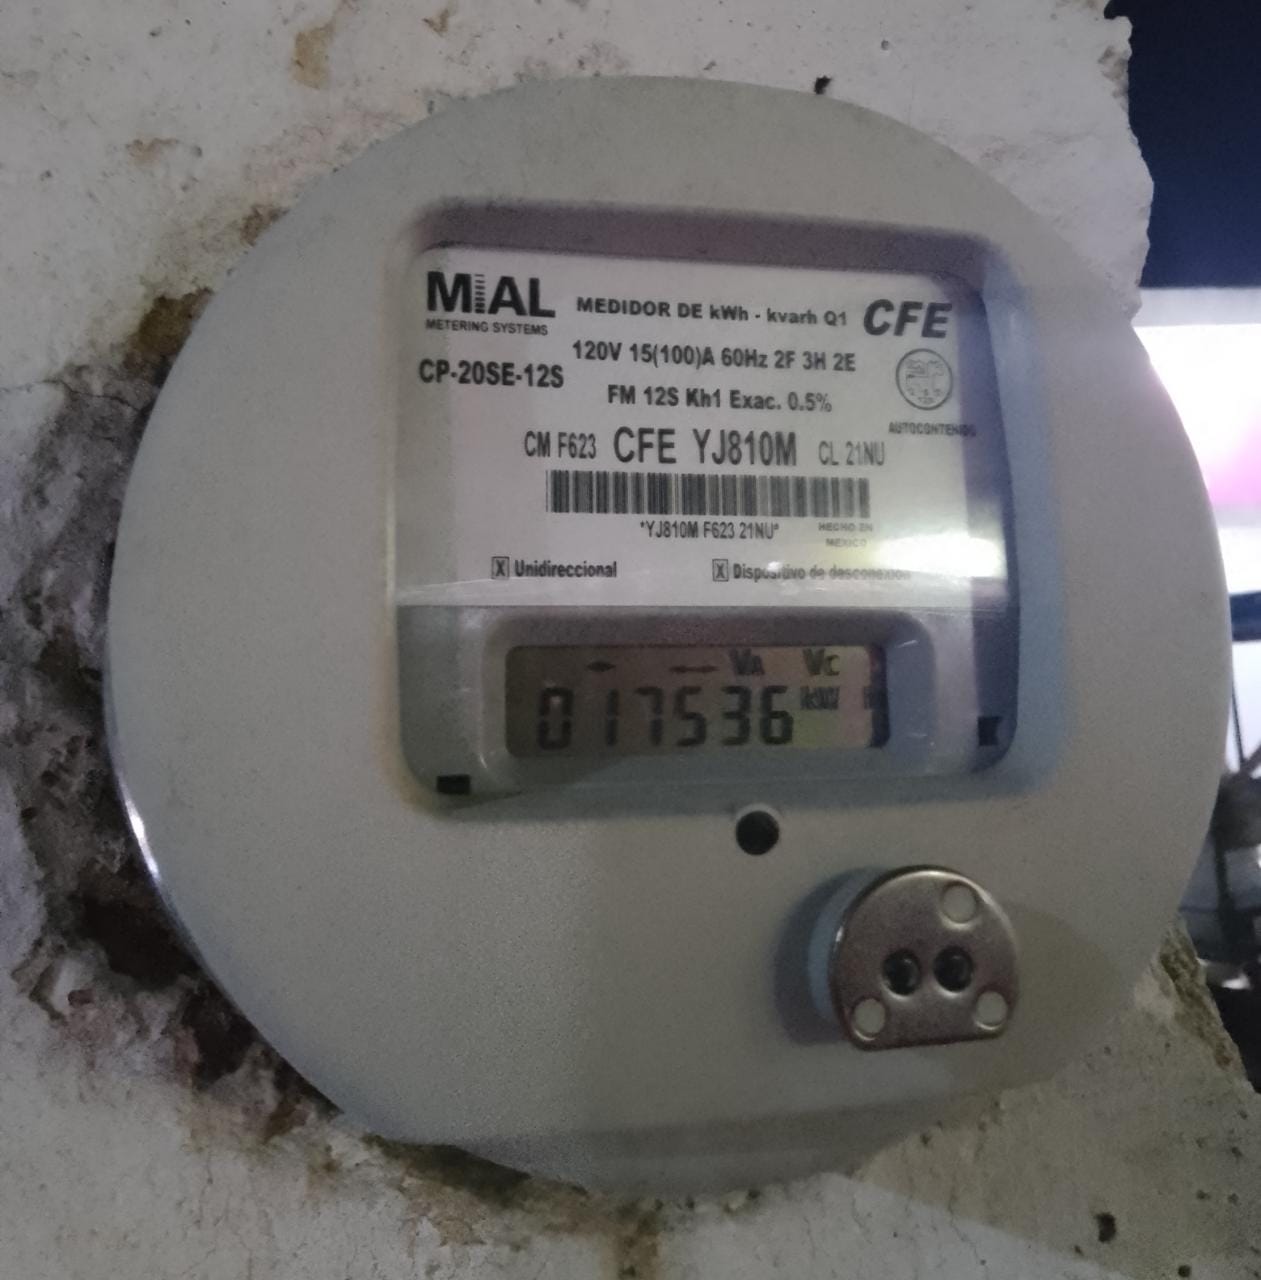 MIAL
METERING SYSTEMS
MEDIDOR DE kWh - kvarh Q1
CFE
120V 15(100)A 60Hz 2F 3H 2E
CP-20SE-12S
FM 12S Kh1 Exac. 0.5%
AUTOCONTENIDO
CM F623 CFE YJ810M CL 21NU
*YJ810M F623 21NU*
HECHO EN
MEXICO
X Unidireccional
X Dispositivo de desconexion
VA VC
017536